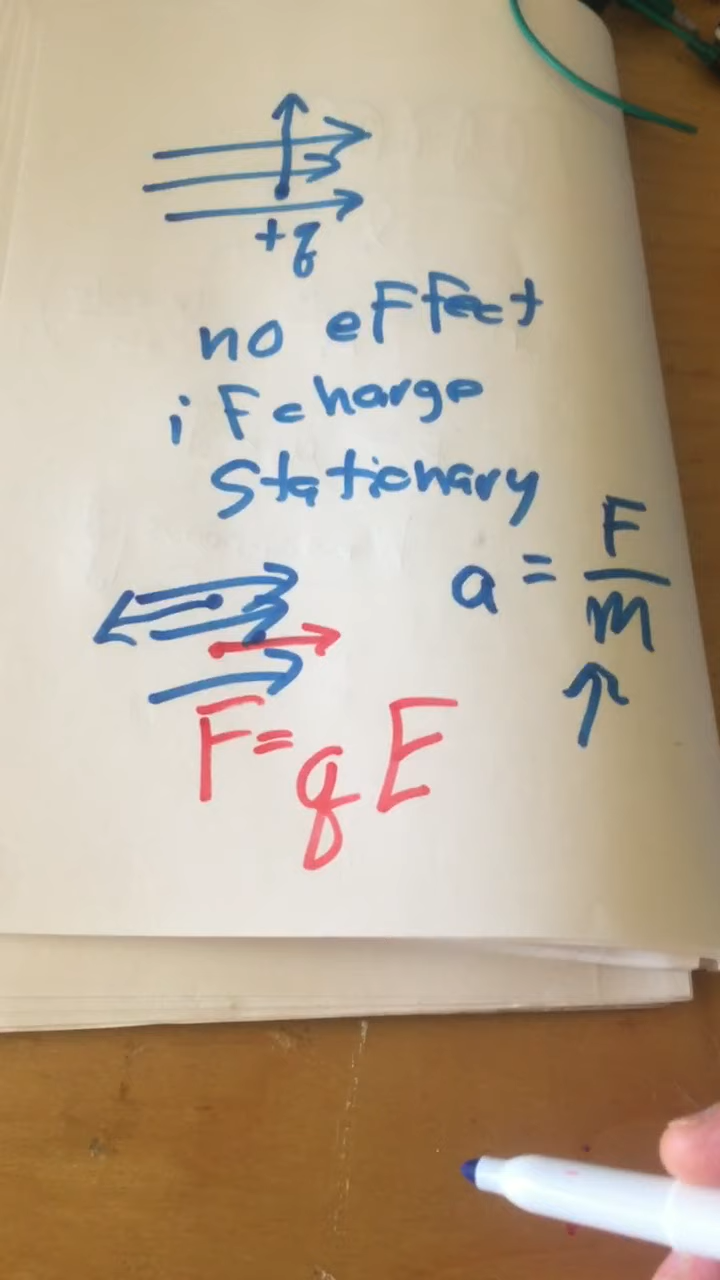 +q
no effect
if charge
stationary
a = F/m
F = qE